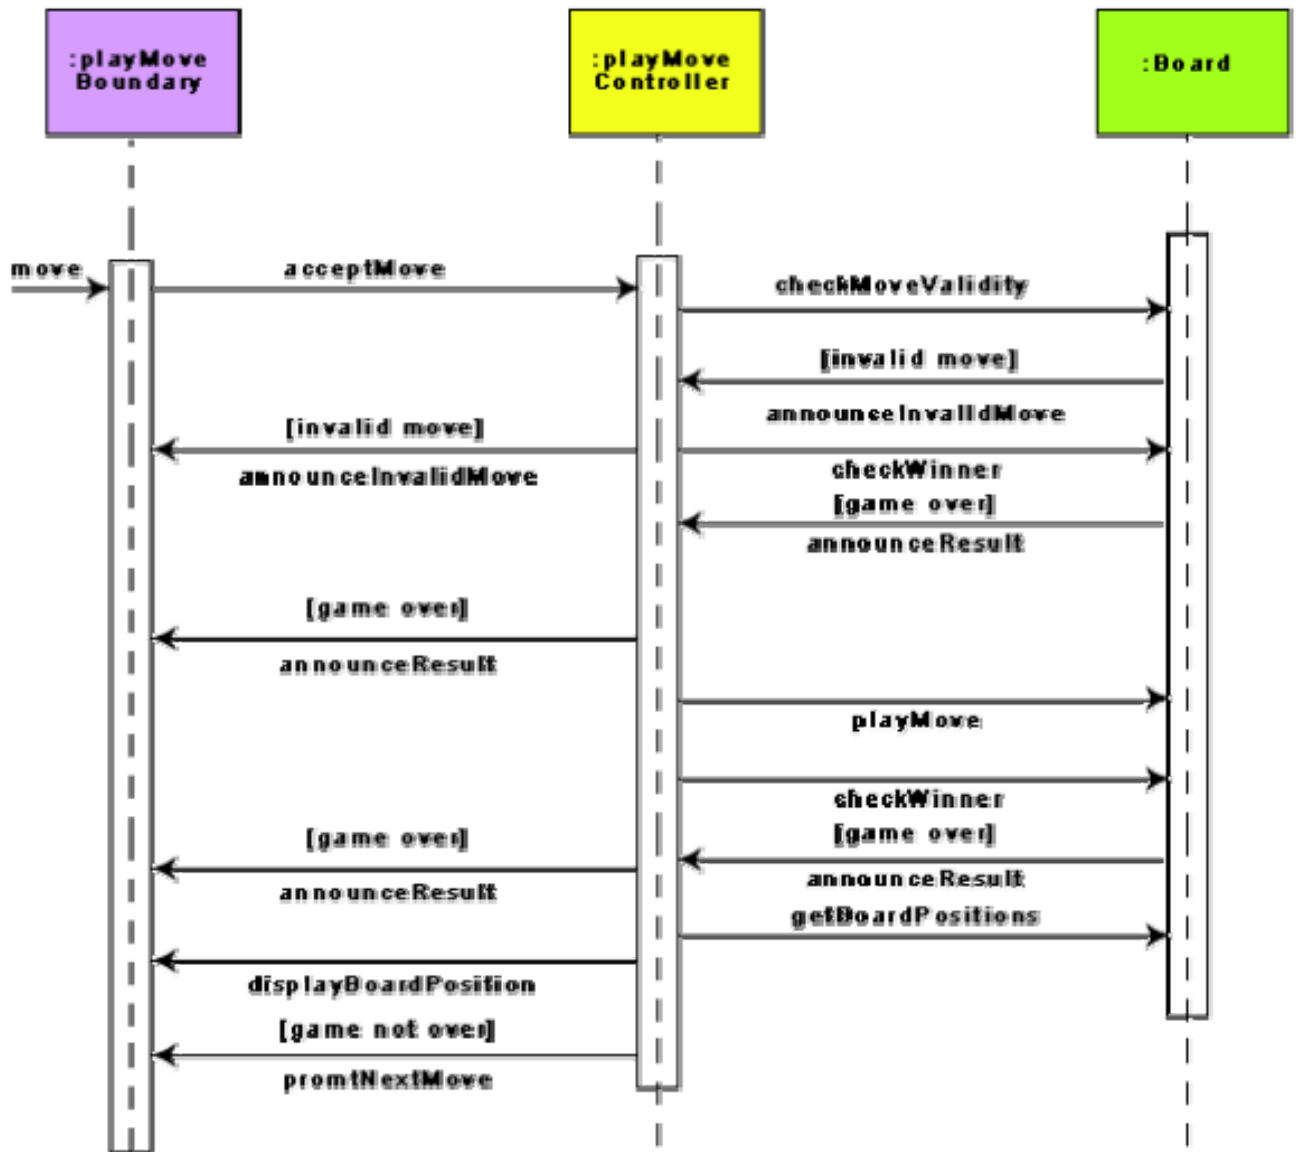 :playMove
Boundary
:playMove
Controller
:Board
move
acceptMove
checkMoveValidity
[invalid move]
announceInvalidMove
[invalid move]
announceInvalidMove
checkWinner
[game over]
announceResult
[game over]
announceResult
playMove
checkWinner
[game over]
announceResult
[game over]
announceResult
getBoardPositions
displayBoardPosition
[game not over]
promtNextMove